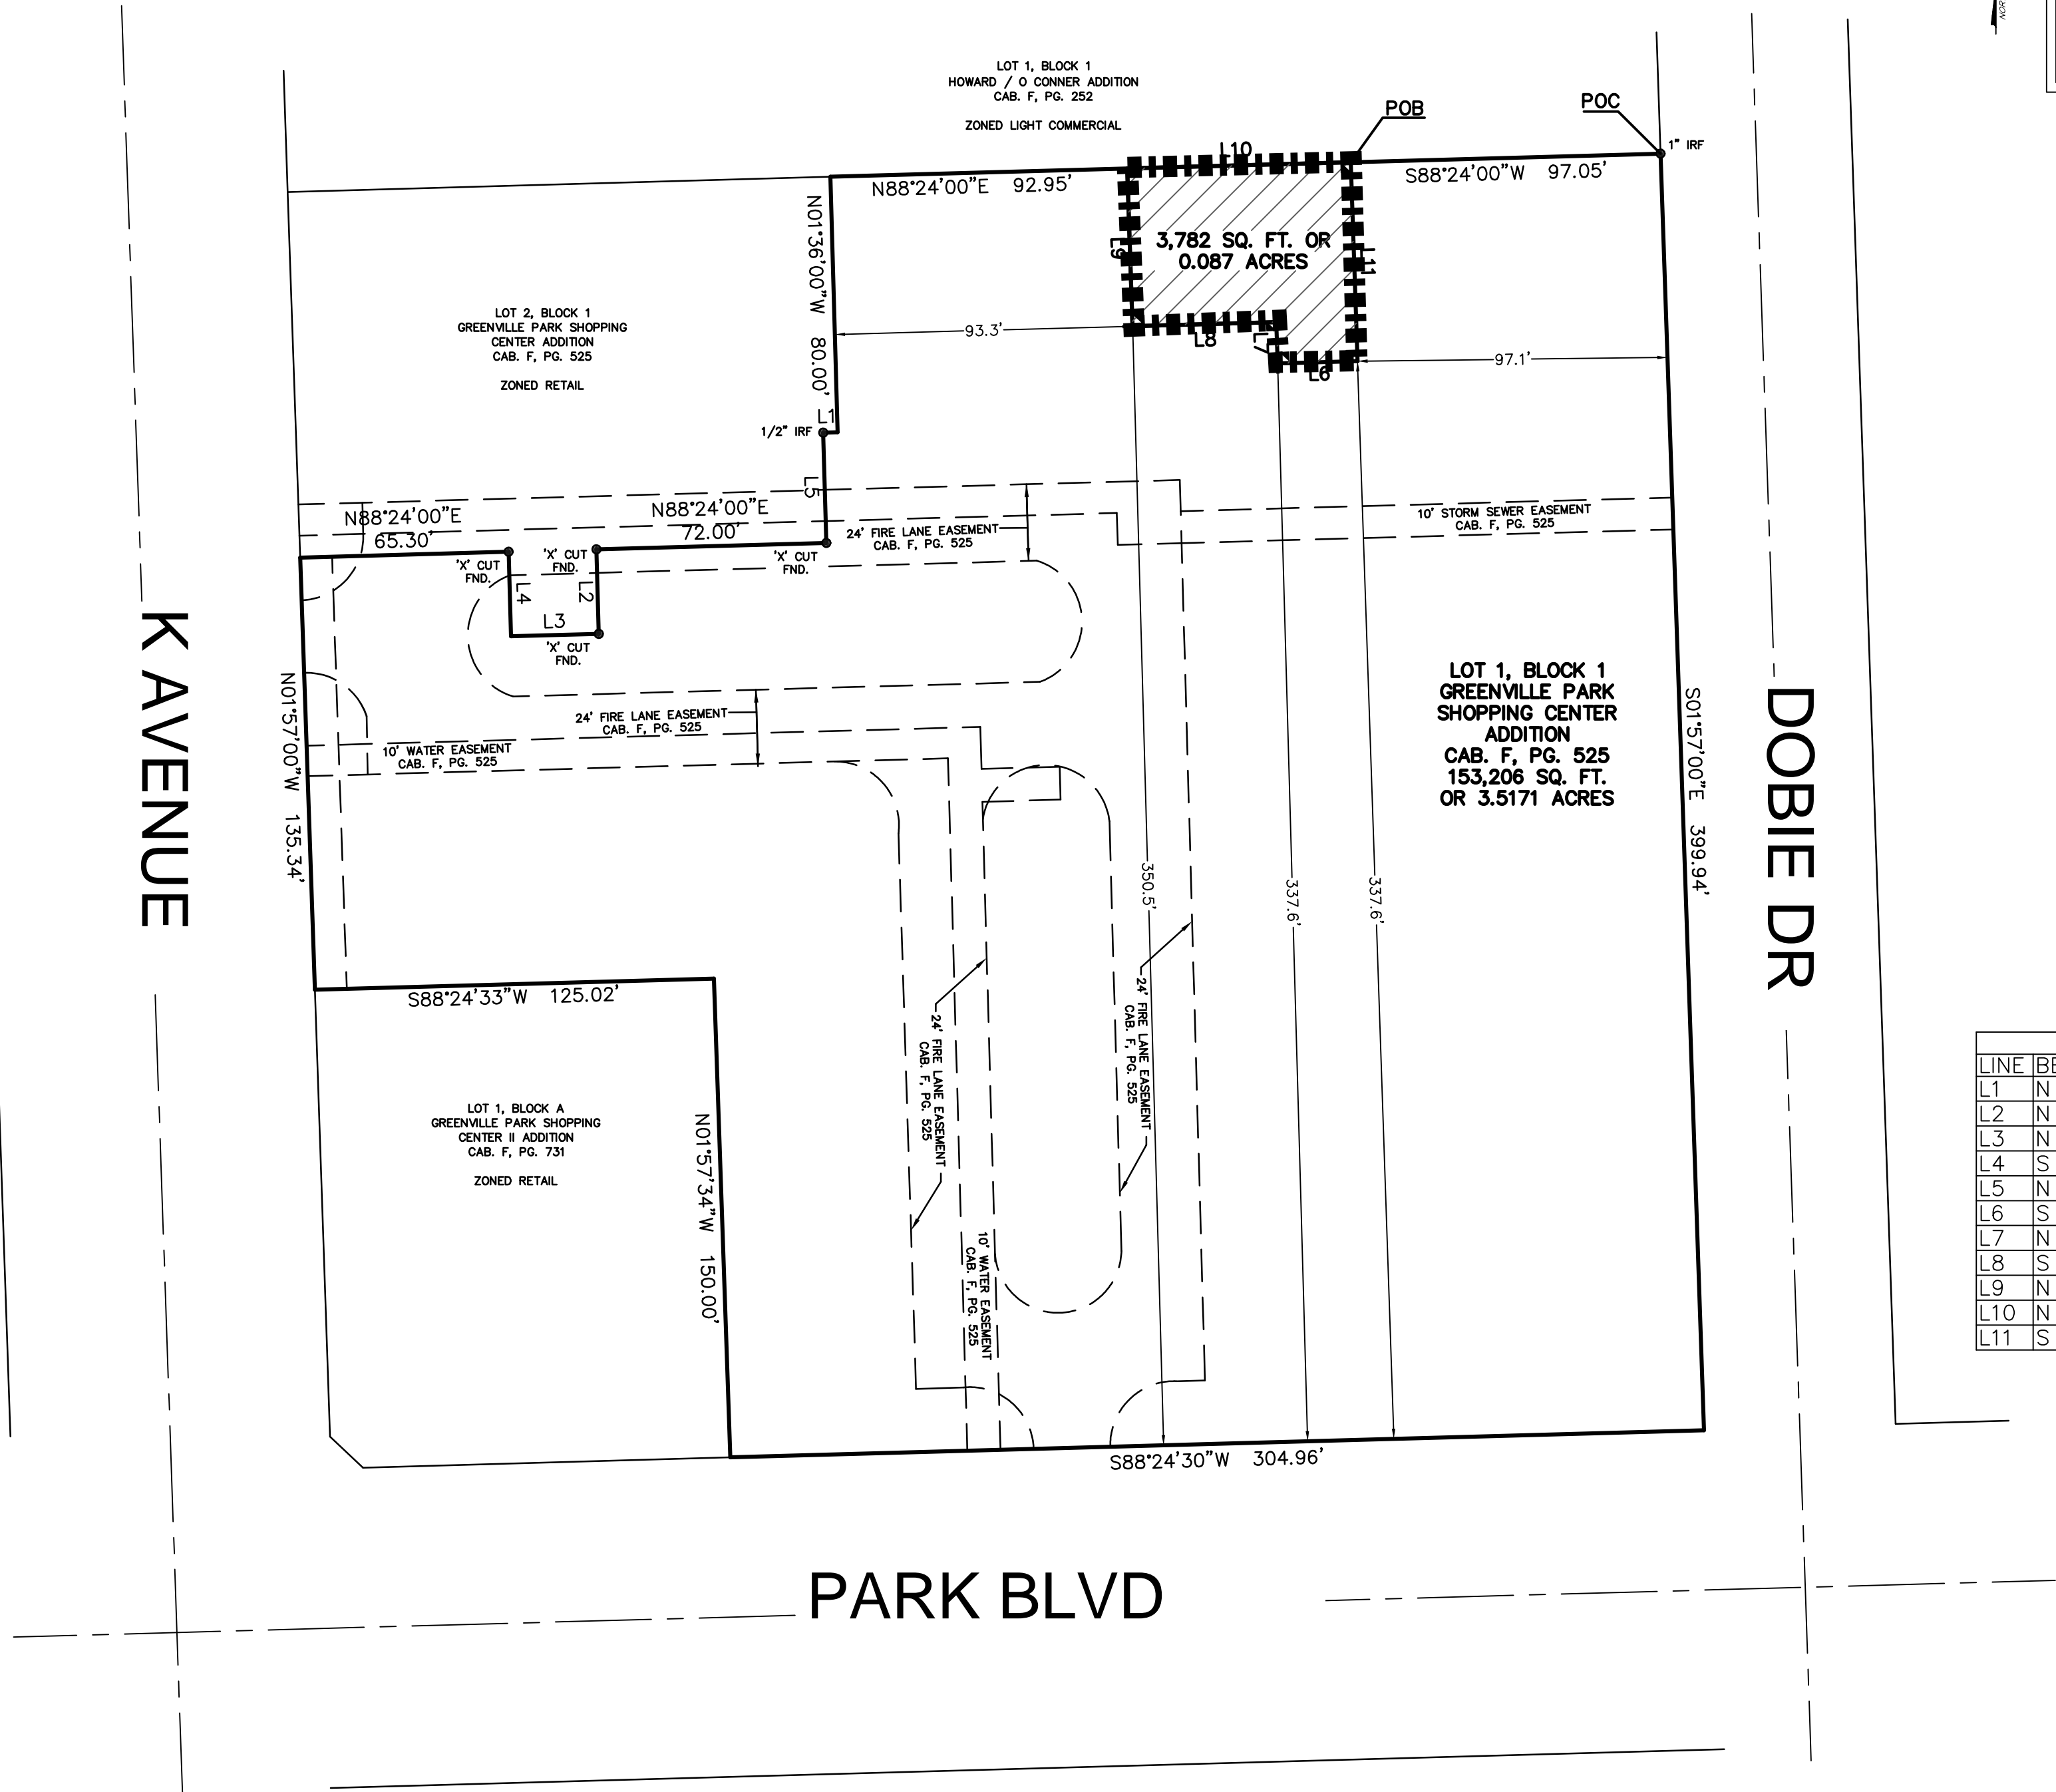 LOT 1, BLOCK 1
HOWARD / O CONNER ADDITION
CAB. F, PG. 252
ZONED LIGHT COMMERCIAL
POB
POC
1" IRF
L10
N88°24'00"E 92.95'
S88°24'00"W 97.05'
N01°36'00"W 80.00'
L9
3,782 SQ. FT. OR
0.087 ACRES
L11
93.3'
L8
L7
L6
97.1'
LOT 2, BLOCK 1
GREENVILLE PARK SHOPPING
CENTER ADDITION
CAB. F, PG. 525
ZONED RETAIL
L1
1/2" IRF
L5
N88°24'00"E
65.30'
N88°24'00"E
72.00'
24' FIRE LANE EASEMENT
CAB. F, PG. 525
10' STORM SEWER EASEMENT
CAB. F, PG. 525
'X' CUT
FND.
'X' CUT
FND.
'X' CUT
FND.
L4
L2
L3
'X' CUT
FND.
K AVENUE
N01°57'00"W 135.34'
24' FIRE LANE EASEMENT
CAB. F, PG. 525
10' WATER EASEMENT
CAB. F, PG. 525
LOT 1, BLOCK 1
GREENVILLE PARK
SHOPPING CENTER
ADDITION
CAB. F, PG. 525
153,206 SQ. FT.
OR 3.5171 ACRES
S01°57'00"E 399.94'
DOBIE DR
350.5'
337.6'
337.6'
S88°24'33"W 125.02'
24' FIRE LANE EASEMENT
CAB. F, PG. 525
24' FIRE LANE EASEMENT
CAB. F, PG. 525
LOT 1, BLOCK A
GREENVILLE PARK SHOPPING
CENTER II ADDITION
CAB. F, PG. 731
ZONED RETAIL
N01°57'34"W 150.00'
10' WATER EASEMENT
CAB. F, PG. 525
S88°24'30"W 304.96'
PARK BLVD
LINE BE
L1 N
L2 N
L3 N
L4 S
L5 N
L6 S
L7 N
L8 S
L9 N
L10 N
L11 S